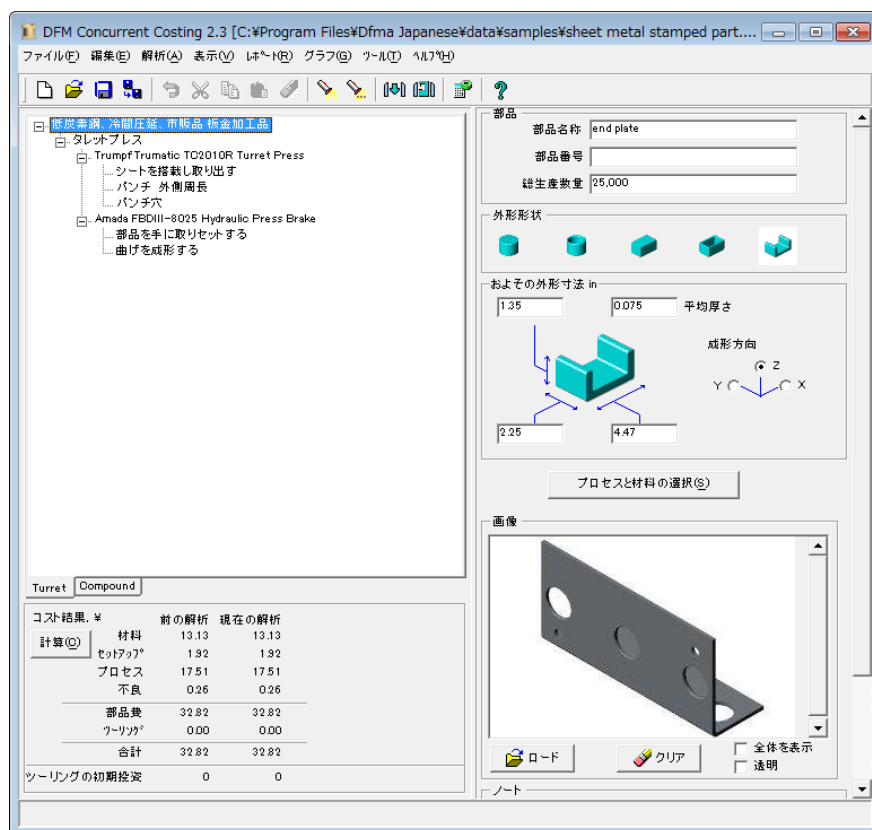 DFM Concurrent Costing 2.3 [C:¥Program Files¥Dfma Japanese¥data¥samples¥sheet metal stamped part....
ファイル(F) 編集(E) 解析(A) 表示(V) ﾚﾎﾟｰﾄ(R) グラフ(G) ﾂｰﾙ(T) ﾍﾙﾌﾟ(H)
低炭素鋼、冷間圧延、市販品 板金加工品
タレットプレス
Trumpf Trumatic TC2010R Turret Press
シートを搭載し取り出す
パンチ 外側周長
パンチ穴
Amada FBDIII-8025 Hydraulic Press Brake
部品を手に取りセットする
曲げを成形する
Turret Compound
コスト結果, ¥ 前の解析 現在の解析
計算(C)
材料 13.13 13.13
ｾｯﾄｱｯﾌﾟ 1.92 1.92
プロセス 17.51 17.51
不良 0.26 0.26
部品費 32.82 32.82
ﾂｰﾘﾝｸﾞ 0.00 0.00
合計 32.82 32.82
ツーリングの初期投資 0 0
部品
部品名称 end plate
部品番号
総生産数量 25,000
外形形状
およその外形寸法 in
1.35 0.075 平均厚さ
成形方向
Z
Y X
2.25 4.47
プロセスと材料の選択(S)
画像
ロード クリア
全体を表示
透明
ノート